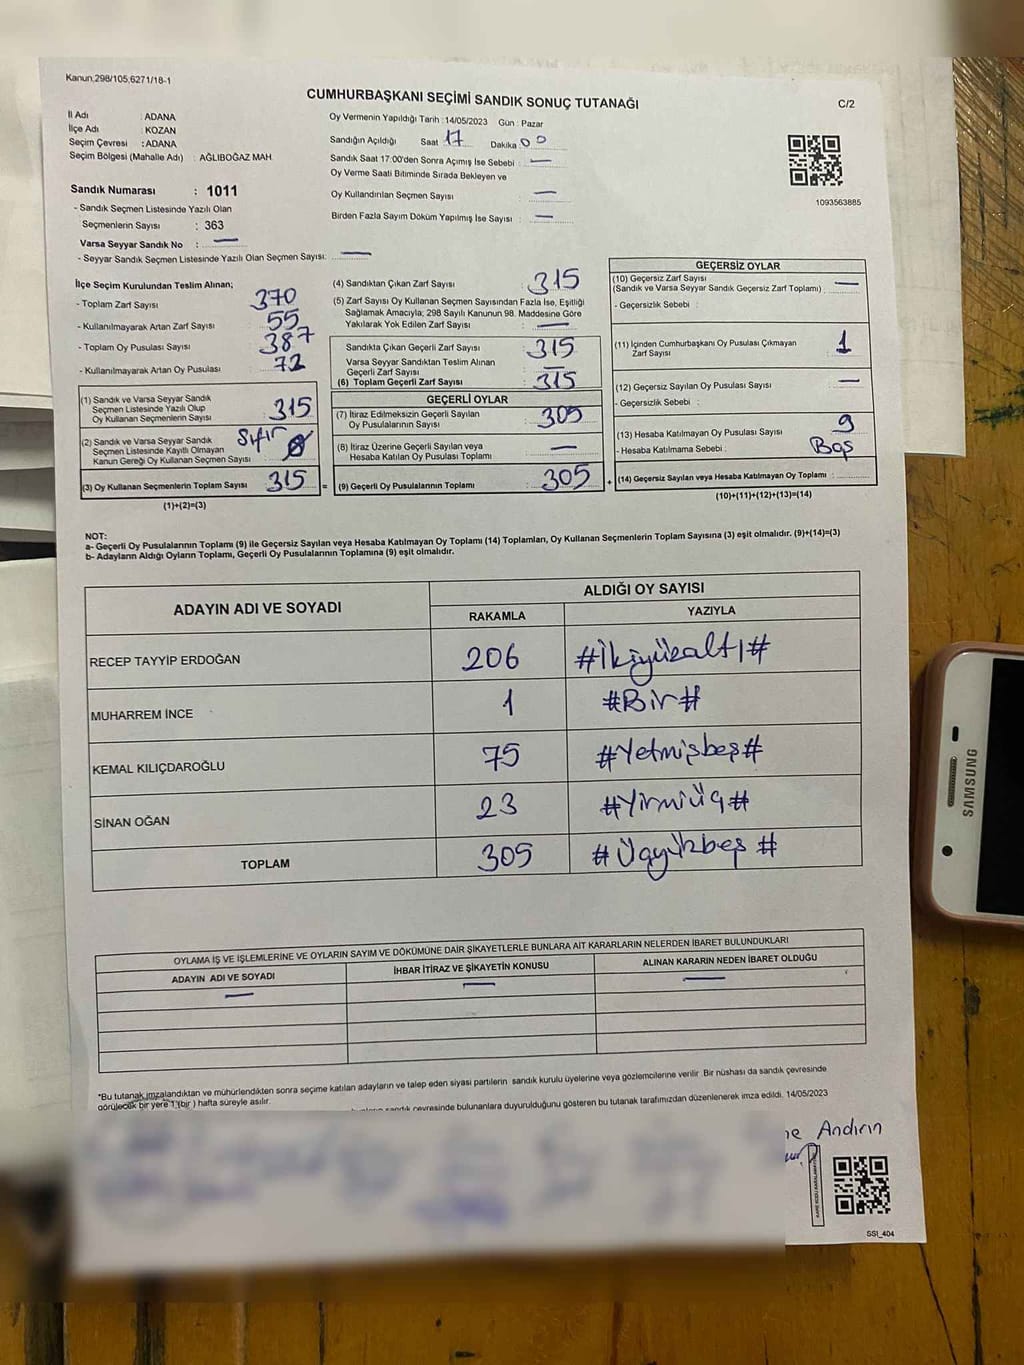 Kanun;298/105;6271/18-1
CUMHURBAŞKANI SEÇİMİ SANDIK SONUÇ TUTANAĞI
C/2
İl Adı : ADANA
İlçe Adı : KOZAN
Seçim Çevresi : ADANA
Seçim Bölgesi (Mahalle Adı) : AĞLIBOĞAZ MAH.
Sandık Numarası : 1011
- Sandık Seçmen Listesinde Yazılı Olan
Seçmenlerin Sayısı : 363
Varsa Seyyar Sandık No : —
- Seyyar Sandık Seçmen Listesinde Yazılı Olan Seçmen Sayısı: —
Oy Vermenin Yapıldığı Tarih : 14/05/2023 Gün : Pazar
Sandığın Açıldığı Saat 17 Dakika 00
Sandık Saat 17:00'den Sonra Açımış İse Sebebi : —
Oy Verme Saati Bitiminde Sırada Bekleyen ve
Oy Kullandırılan Seçmen Sayısı : —
Birden Fazla Sayım Döküm Yapılmış İse Sayısı : —
1093563885
İlçe Seçim Kurulundan Teslim Alınan;
- Toplam Zarf Sayısı : 370
- Kullanılmayarak Artan Zarf Sayısı : 55
- Toplam Oy Pusulası Sayısı : 387
- Kullanılmayarak Artan Oy Pusulası : 72
(1) Sandık ve Varsa Seyyar Sandık
Seçmen Listesinde Yazılı Olup
Oy Kullanan Seçmenlerin Sayısı : 315
(2) Sandık ve Varsa Seyyar Sandık
Seçmen Listesinde Kayıtlı Olmayan
Kanun Gereği Oy Kullanan Seçmen Sayısı : Sıfır 0
(3) Oy Kullanan Seçmenlerin Toplam Sayısı : 315 =
(1)+(2)=(3)
(4) Sandıktan Çıkan Zarf Sayısı : 315
(5) Zarf Sayısı Oy Kullanan Seçmen Sayısından Fazla İse, Eşitliği
Sağlamak Amacıyla; 298 Sayılı Kanunun 98. Maddesine Göre
Yakılarak Yok Edilen Zarf Sayısı : —
Sandıkta Çıkan Geçerli Zarf Sayısı : 315
Varsa Seyyar Sandıktan Teslim Alınan
Geçerli Zarf Sayısı : —
(6) Toplam Geçerli Zarf Sayısı : 315
GEÇERLİ OYLAR
(7) İtiraz Edilmeksizin Geçerli Sayılan
Oy Pusulalarının Sayısı : 305
(8) İtiraz Üzerine Geçerli Sayılan veya
Hesaba Katılan Oy Pusulası Toplamı : —
(9) Geçerli Oy Pusulalarının Toplamı : 305 +
GEÇERSİZ OYLAR
(10) Geçersiz Zarf Sayısı
(Sandık ve Varsa Seyyar Sandık Geçersiz Zarf Toplamı) : —
- Geçersizlik Sebebi :
(11) İçinden Cumhurbaşkanı Oy Pusulası Çıkmayan
Zarf Sayısı : 1
(12) Geçersiz Sayılan Oy Pusulası Sayısı : —
- Geçersizlik Sebebi :
(13) Hesaba Katılmayan Oy Pusulası Sayısı : 9
- Hesaba Katılmama Sebebi : Boş
(14) Geçersiz Sayılan veya Hesaba Katılmayan Oy Toplamı :
(10)+(11)+(12)+(13)=(14)
NOT:
a- Geçerli Oy Pusulalarının Toplamı (9) ile Geçersiz Sayılan veya Hesaba Katılmayan Oy Toplamı (14) Toplamları, Oy Kullanan Seçmenlerin Toplam Sayısına (3) eşit olmalıdır. (9)+(14)=(3)
b- Adayların Aldığı Oyların Toplamı, Geçerli Oy Pusulalarının Toplamına (9) eşit olmalıdır.
ADAYIN ADI VE SOYADI
ALDIĞI OY SAYISI
RAKAMLA YAZIYLA
RECEP TAYYİP ERDOĞAN 206 #İkiyüzaltı#
MUHARREM İNCE 1 #Bir#
KEMAL KILIÇDAROĞLU 75 #Yetmişbeş#
SİNAN OĞAN 23 #Yirmiüç#
TOPLAM 305 #Üçyüzbeş#
OYLAMA İŞ VE İŞLEMLERİNE VE OYLARIN SAYIM VE DÖKÜMÜNE DAİR ŞİKAYETLERLE BUNLARA AİT KARARLARIN NELERDEN İBARET BULUNDUKLARI
ADAYIN ADI VE SOYADI İHBAR İTİRAZ VE ŞİKAYETİN KONUSU ALINAN KARARIN NEDEN İBARET OLDUĞU
— — —
*Bu tutanak imzalandıktan ve mühürlendikten sonra seçime katılan adayların ve talep eden siyasi partilerin sandık kurulu üyelerine veya gözlemcilerine verilir. Bir nüshası da sandık çevresinde
görülecek bir yere 1 (bir) hafta süreyle asılır.
sandık çevresinde bulunanlara duyurulduğunu gösteren bu tutanak tarafımızdan düzenlenerek imza edildi. 14/05/2023
Andırın
SSI_404
SAMSUNG